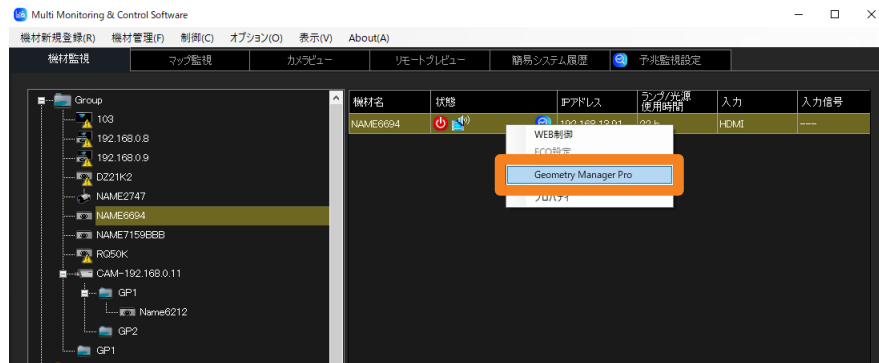 Multi Monitoring & Control Software
機材新規登録(R) 機材管理(F) 制御(C) オプション(O) 表示(V) About(A)
機材監視 マップ監視 カメラビュー リモートプレビュー 簡易システム履歴 予兆監視設定
Group
103
192.168.0.8
192.168.0.9
DZ21K2
NAME2747
NAME6694
NAME7159BBB
RQ50K
CAM-192.168.0.11
GP1
Name6212
GP2
GP1
機材名 状態 IPアドレス ランプ/光源使用時間 入力 入力信号
NAME6694 HDMI ---
WEB制御
ECO設定
Geometry Manager Pro
プロパティ